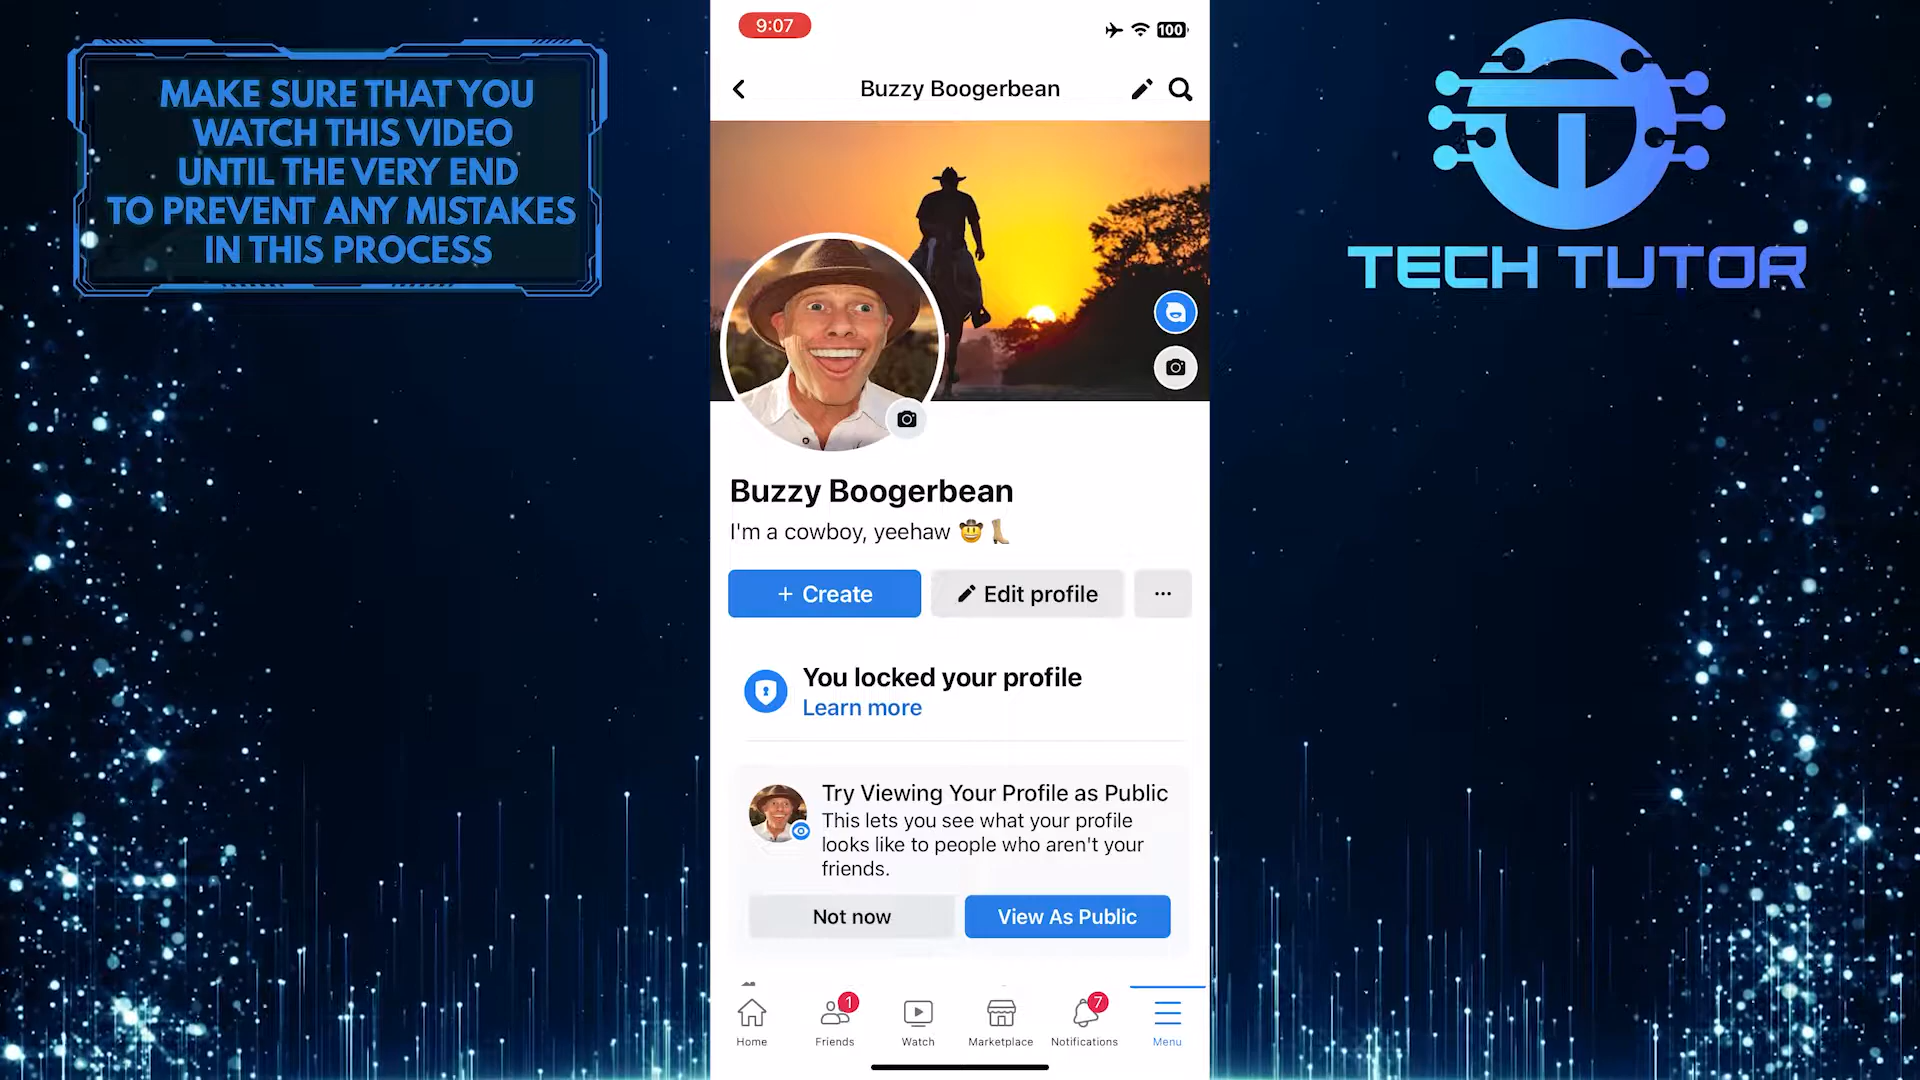 MAKE SURE THAT YOU
WATCH THIS VIDEO
UNTIL THE VERY END
TO PREVENT ANY MISTAKES
IN THIS PROCESS
9:07
100
Buzzy Boogerbean
TECH TUTOR
Buzzy Boogerbean
I'm a cowboy, yeehaw 🤠👢
+ Create
Edit profile
...
You locked your profile
Learn more
Try Viewing Your Profile as Public
This lets you see what your profile
looks like to people who aren't your
friends.
Not now
View As Public
1
7
Home
Friends
Watch
Marketplace
Notifications
Menu